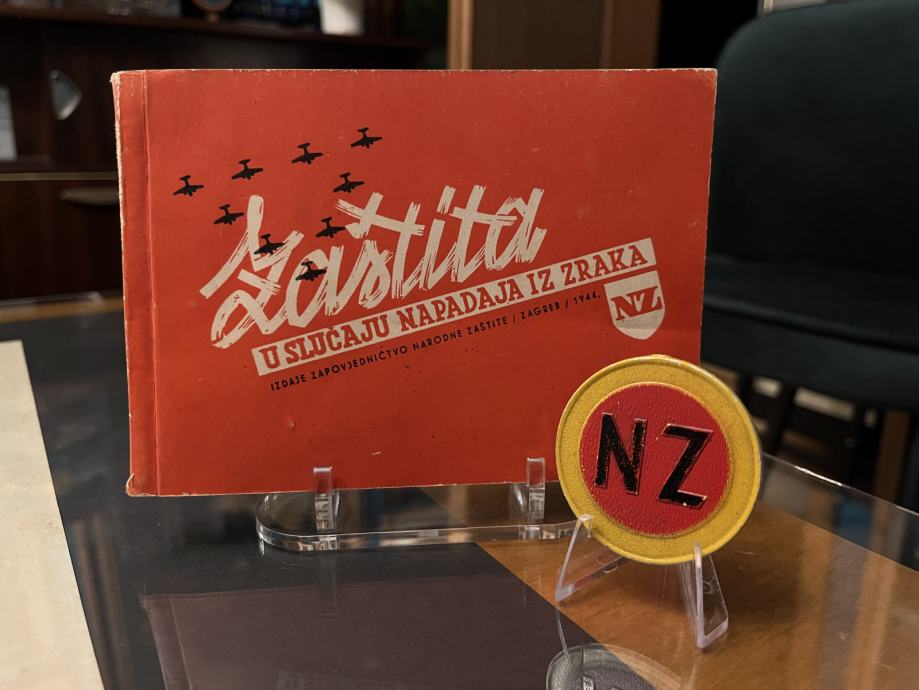 Zaštita
U SLUČAJU NAPADAJA IZ ZRAKA
IZDAJE ZAPOVJEDNIČTVO NARODNE ZAŠTITE / ZAGREB / 1944.
NZ
NZ